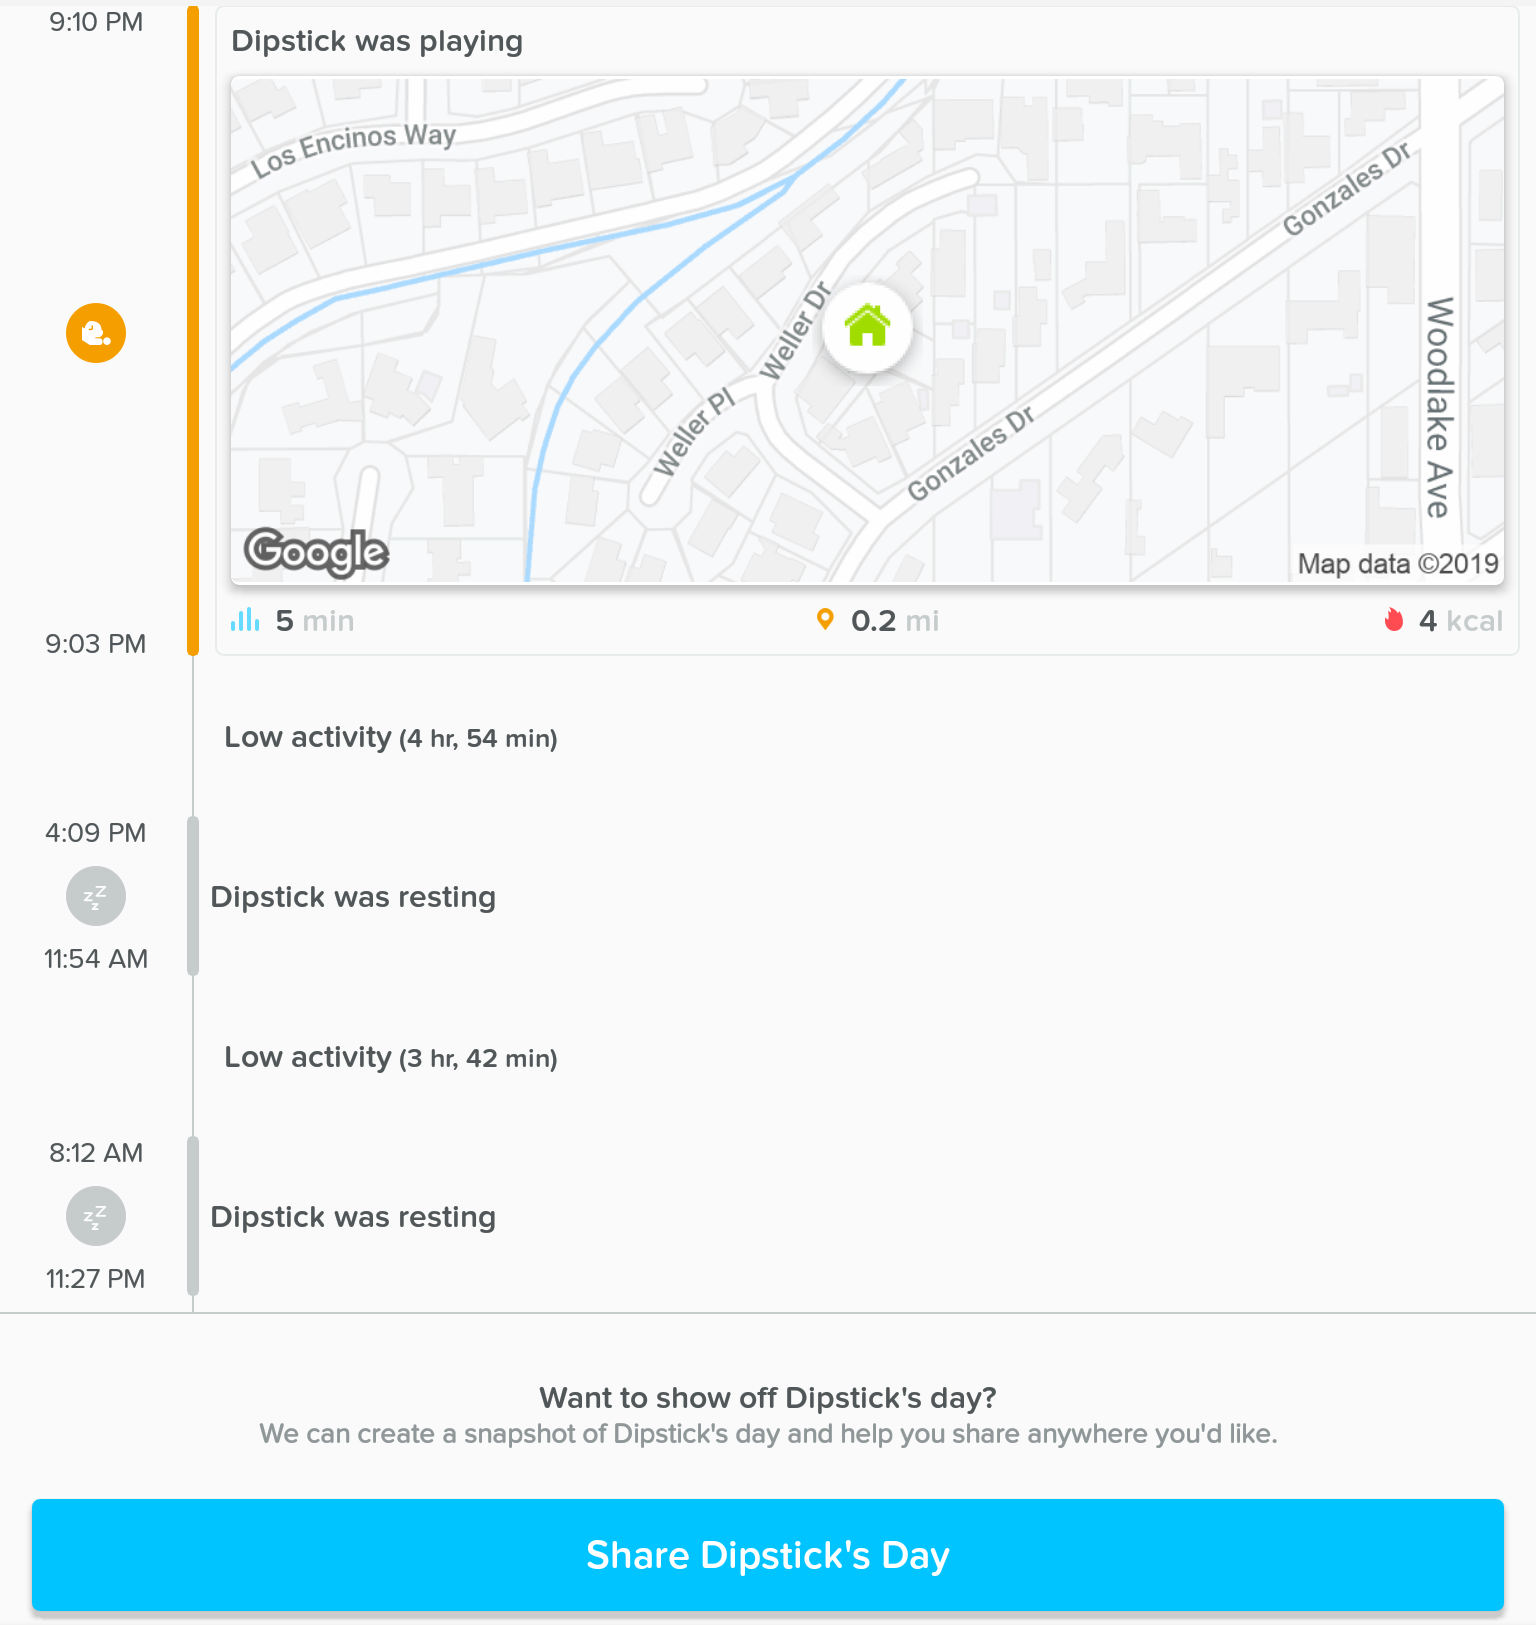 9:10 PM
Dipstick was playing
Los Encinos Way
Gonzales Dr
Weller Dr
Woodlake Ave
Weller Pl
Gonzales Dr
Google
Map data ©2019
5 min
0.2 mi
4 kcal
9:03 PM
Low activity (4 hr, 54 min)
4:09 PM
zzz
Dipstick was resting
11:54 AM
Low activity (3 hr, 42 min)
8:12 AM
zzz
Dipstick was resting
11:27 PM
Want to show off Dipstick's day?
We can create a snapshot of Dipstick's day and help you share anywhere you'd like.
Share Dipstick's Day